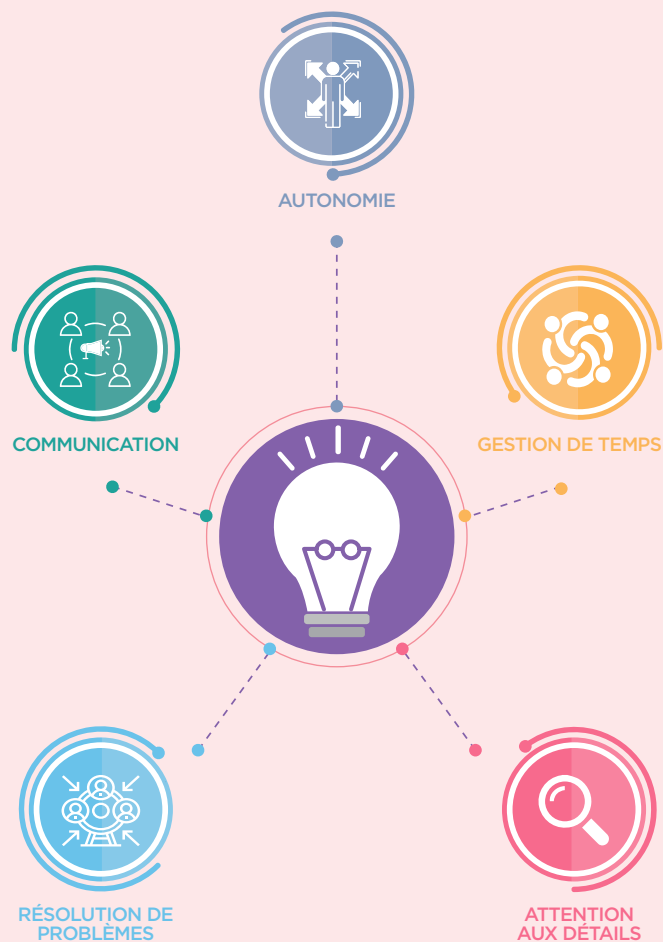 AUTONOMIE
COMMUNICATION
GESTION DE TEMPS
RÉSOLUTION DE
PROBLÈMES
ATTENTION
AUX DÉTAILS